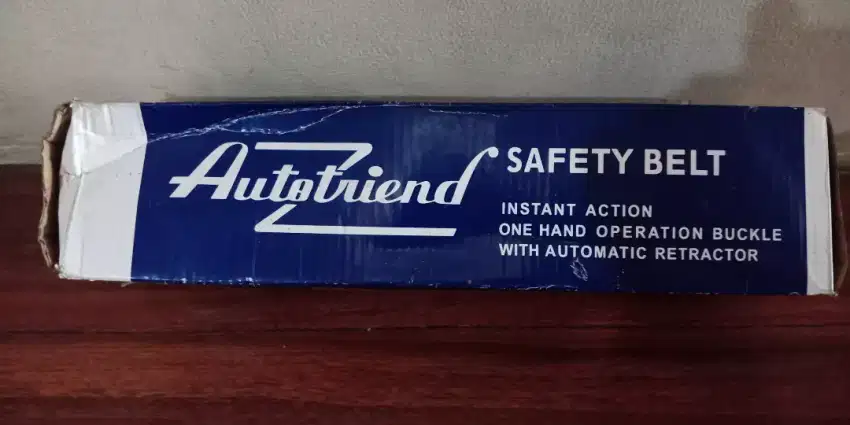 Autofriend
SAFETY BELT
INSTANT ACTION
ONE HAND OPERATION BUCKLE
WITH AUTOMATIC RETRACTOR